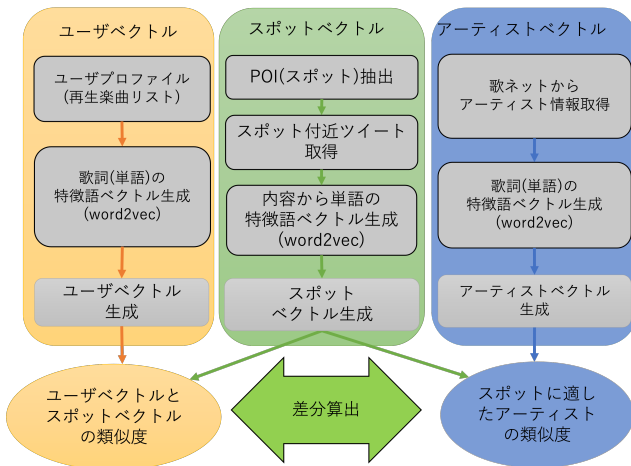 ユーザベクトル
ユーザプロファイル
(再生楽曲リスト)
歌詞(単語)の
特徴語ベクトル生成
(word2vec)
ユーザベクトル
生成
ユーザベクトルと
スポットベクトル
の類似度
スポットベクトル
POI(スポット)抽出
スポット付近ツイート
取得
内容から単語の
特徴語ベクトル生成
(word2vec)
スポット
ベクトル生成
差分算出
アーティストベクトル
歌ネットから
アーティスト情報取得
歌詞(単語)の
特徴語ベクトル生成
(word2vec)
アーティストベクトル
生成
スポットに適し
たアーティスト
の類似度